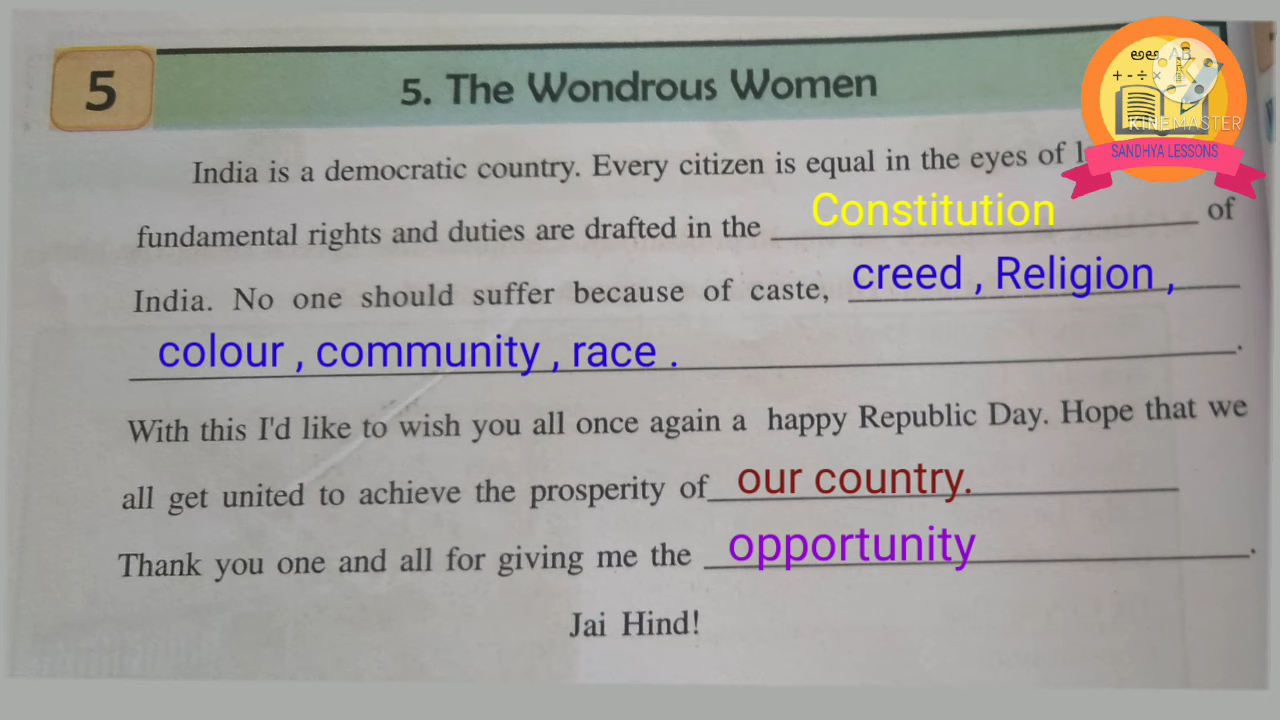 5
5. The Wondrous Women
ಅಆ AB
+ - ÷ ×
KINEMASTER
SANDHYA LESSONS
India is a democratic country. Every citizen is equal in the eyes of
fundamental rights and duties are drafted in the Constitution of
India. No one should suffer because of caste, creed , Religion ,
colour , community , race . .
With this I'd like to wish you all once again a happy Republic Day. Hope that we
all get united to achieve the prosperity of our country.
Thank you one and all for giving me the opportunity .
Jai Hind!